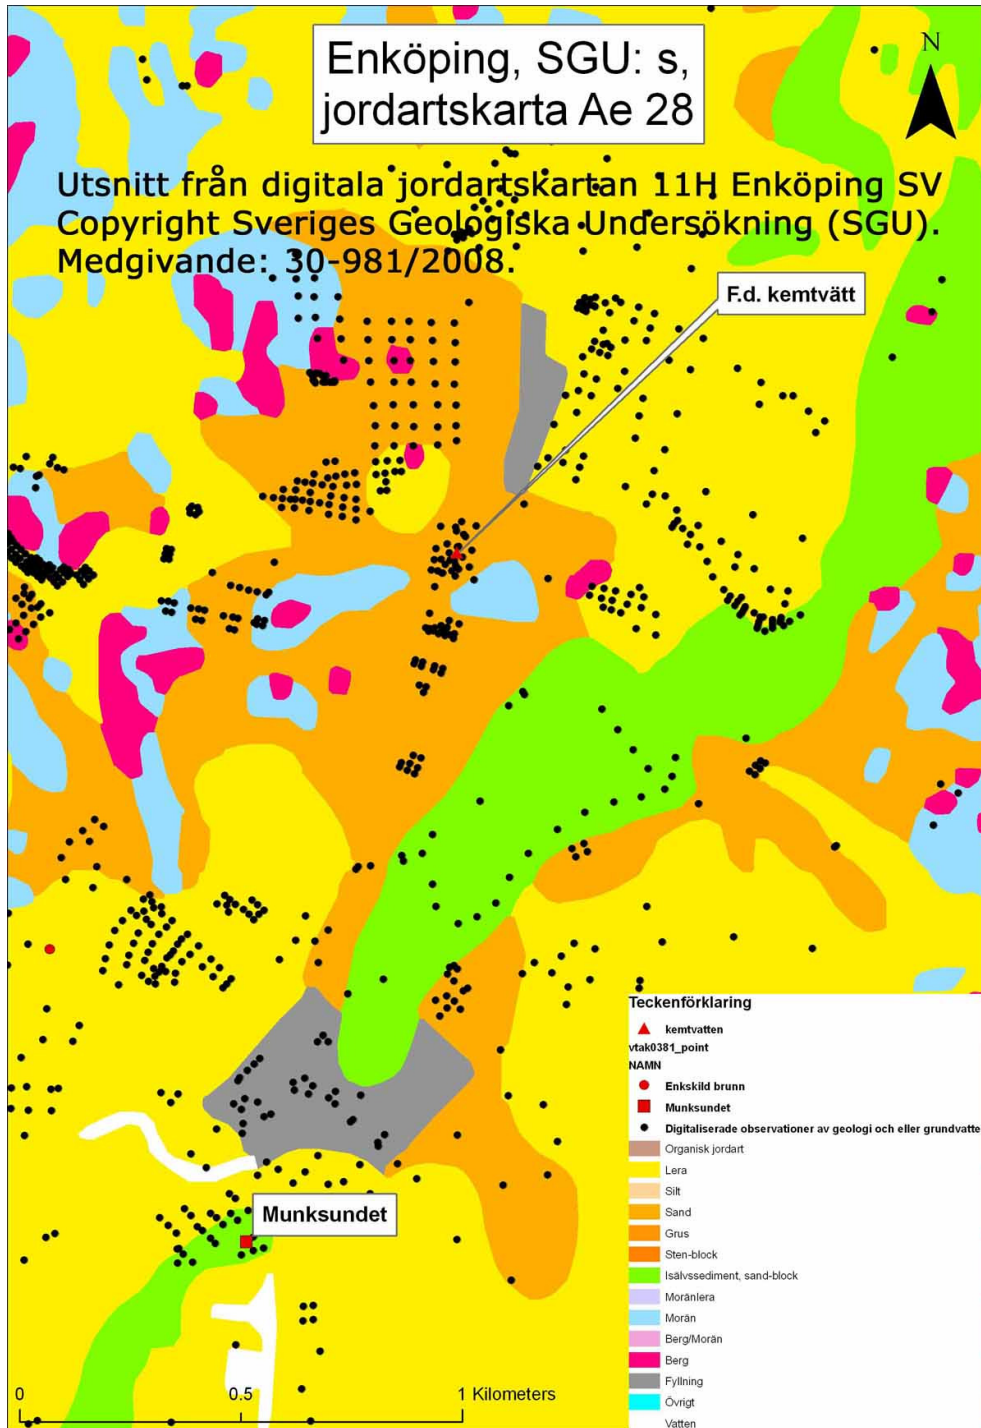 Enköping, SGU: s,
jordartskarta Ae 28
N
Utsnitt från digitala jordartskartan 11H Enköping SV
Copyright Sveriges Geologiska Undersökning (SGU).
Medgivande: 30-981/2008.
F.d. kemtvätt
Munksundet
Teckenförklaring
kemtvatten
vtak0381_point
NAMN
Enkskild brunn
Munksundet
Digitaliserade observationer av geologi och eller grundvatte
Organisk jordart
Lera
Silt
Sand
Grus
Sten-block
Isälvssediment, sand-block
Moränlera
Morän
Berg/Morän
Berg
Fyllning
Övrigt
Vatten
0 0.5 1 Kilometers